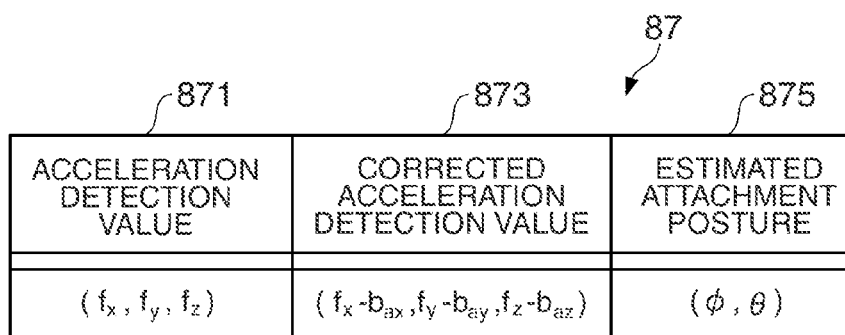 87
871
873
875
ACCELERATION
DETECTION
VALUE
CORRECTED
ACCELERATION
DETECTION VALUE
ESTIMATED
ATTACHMENT
POSTURE
(fx, fy, fz)
(fx-bax,fy-bay,fz-baz)
(ϕ, θ)